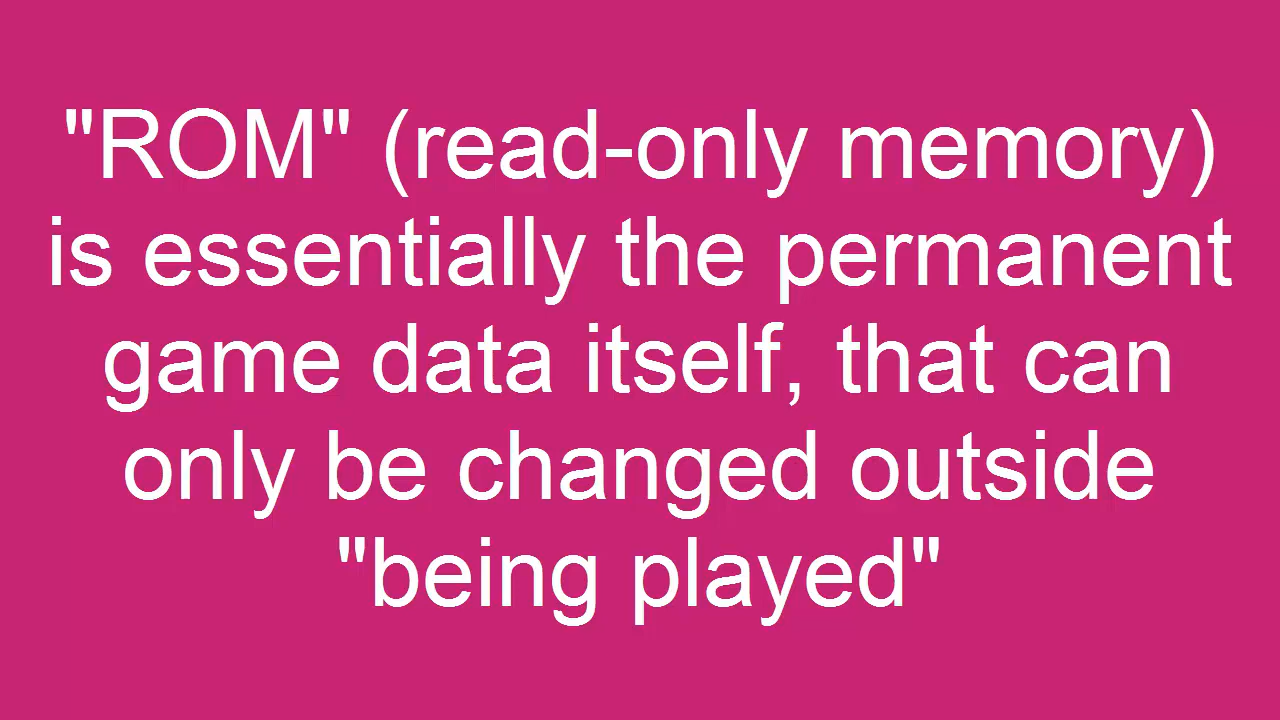 "ROM" (read-only memory)
is essentially the permanent
game data itself, that can
only be changed outside
"being played"